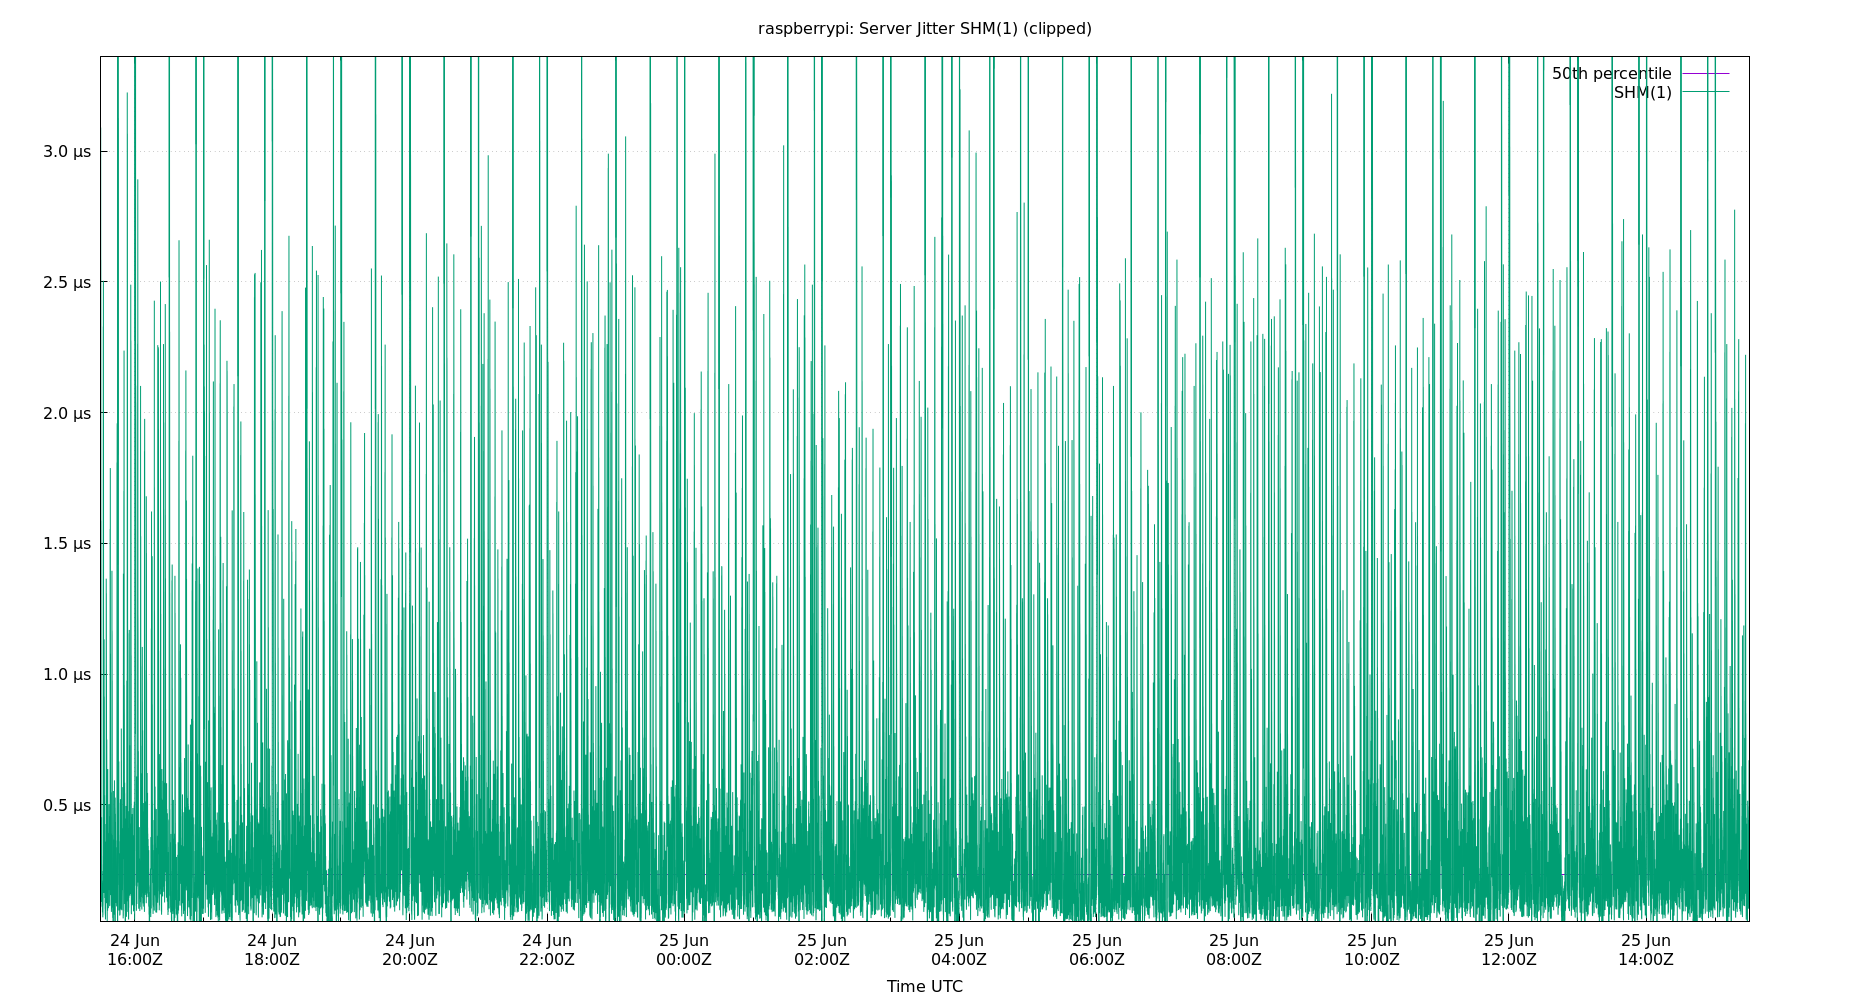 raspberrypi: Server Jitter SHM(1) (clipped)
50th percentile
SHM(1)
3.0 µs
2.5 µs
2.0 µs
1.5 µs
1.0 µs
0.5 µs
24 Jun 24 Jun 24 Jun 24 Jun 25 Jun 25 Jun 25 Jun 25 Jun 25 Jun 25 Jun 25 Jun 25 Jun
16:00Z 18:00Z 20:00Z 22:00Z 00:00Z 02:00Z 04:00Z 06:00Z 08:00Z 10:00Z 12:00Z 14:00Z
Time UTC